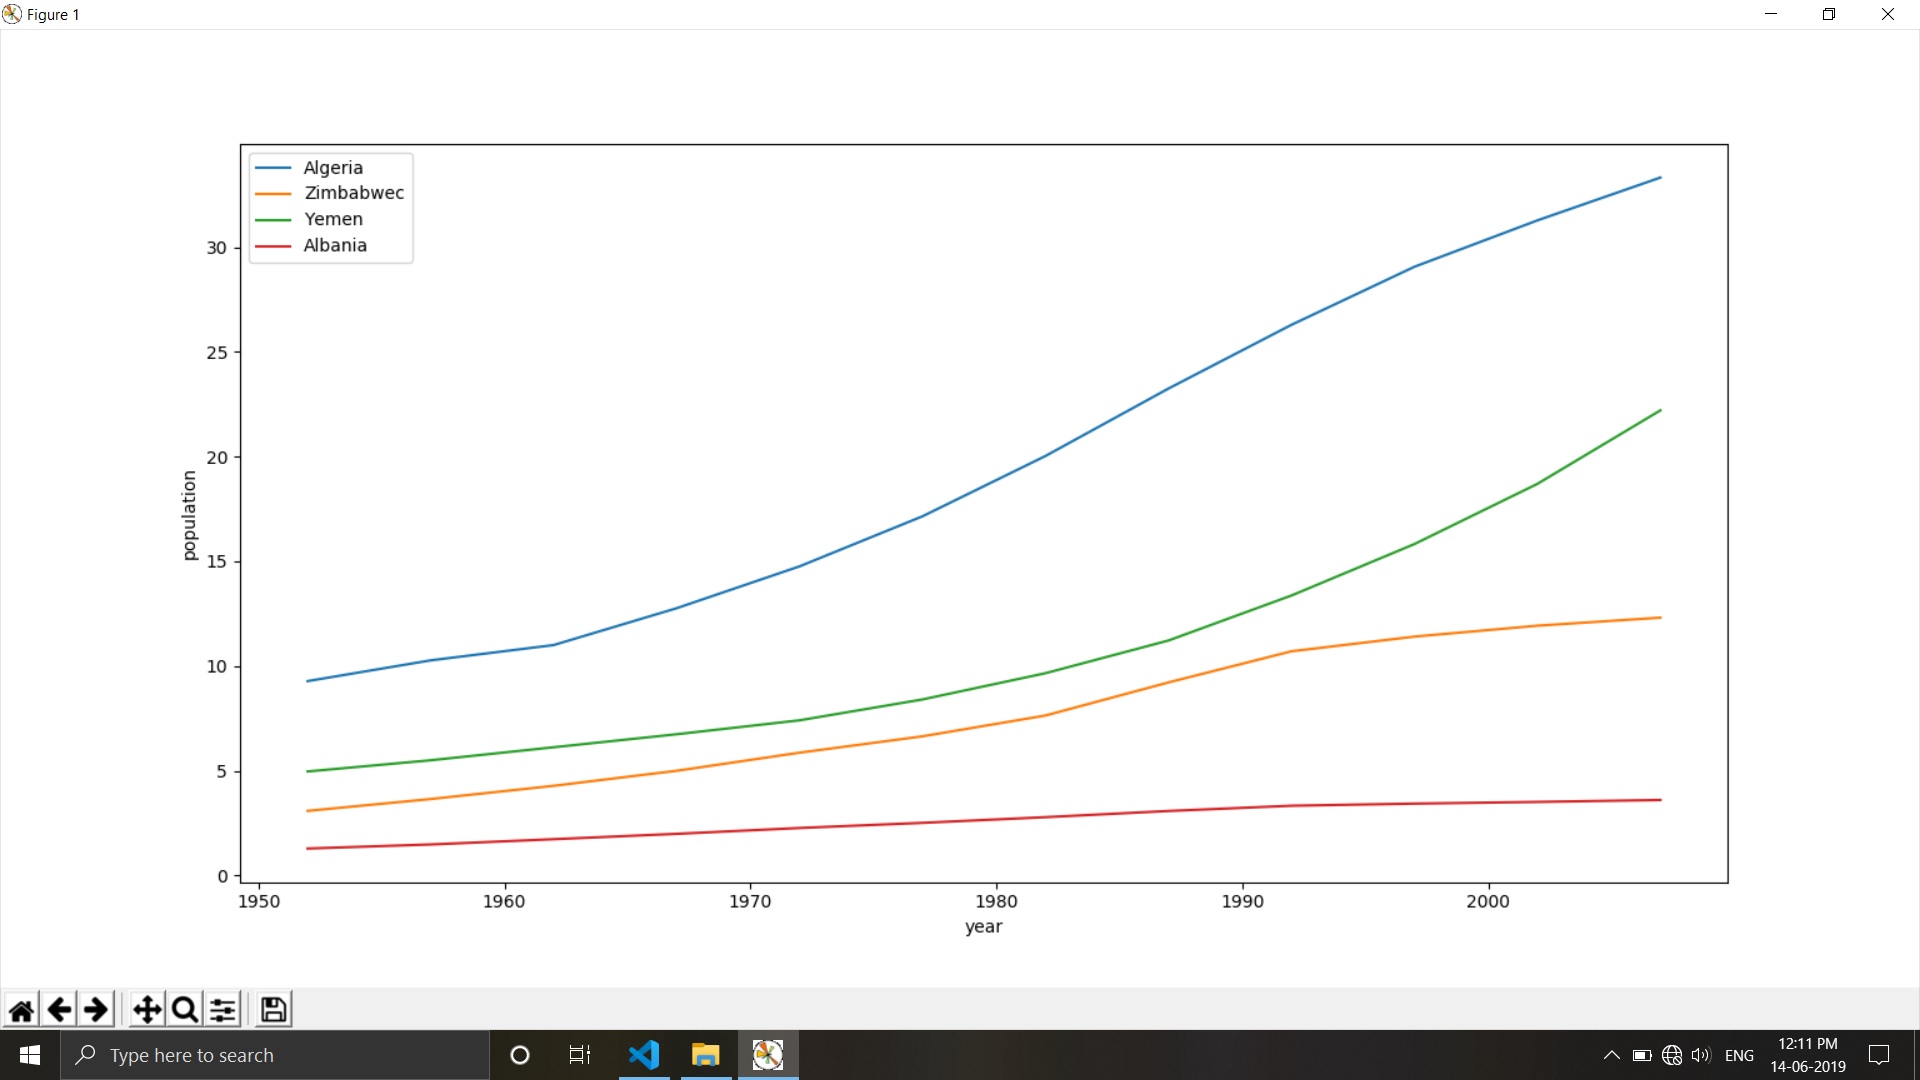 Figure 1
Algeria
Zimbabwec
Yemen
Albania
30
25
20
15
10
5
0
population
1950 1960 1970 1980 1990 2000
year
Type here to search
ENG
12:11 PM
14-06-2019